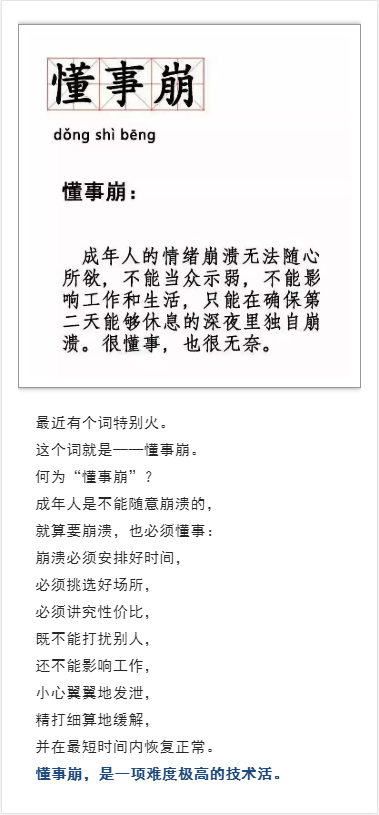 懂事崩
dǒng shì bēng
懂事崩：
成年人的情绪崩溃无法随心
所欲，不能当众示弱，不能影
响工作和生活，只能在确保第
二天能够休息的深夜里独自崩
溃。很懂事，也很无奈。
最近有个词特别火。
这个词就是——懂事崩。
何为“懂事崩”？
成年人是不能随意崩溃的，
就算要崩溃，也必须懂事：
崩溃必须安排好时间，
必须挑选好场所，
必须讲究性价比，
既不能打扰别人，
还不能影响工作，
小心翼翼地发泄，
精打细算地缓解，
并在最短时间内恢复正常。
懂事崩，是一项难度极高的技术活。